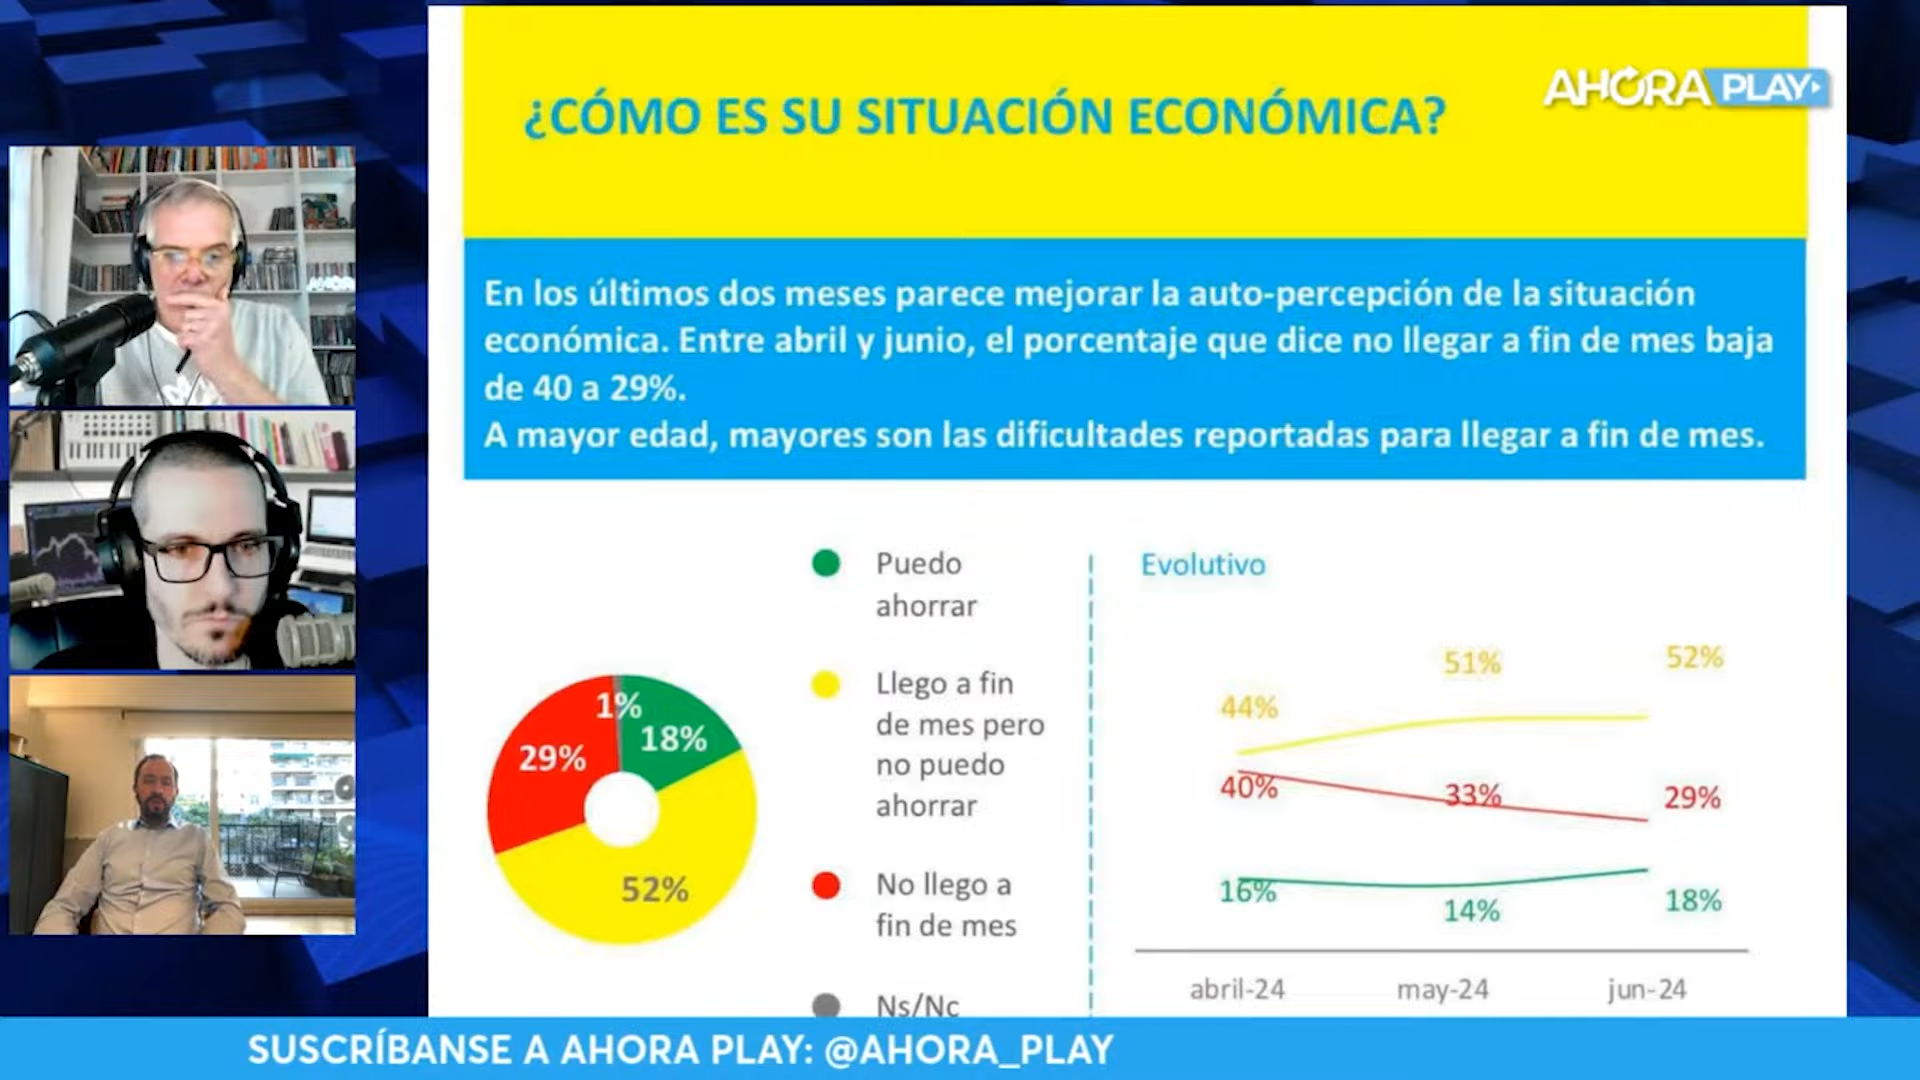 AHORA PLAY
¿CÓMO ES SU SITUACIÓN ECONÓMICA?
En los últimos dos meses parece mejorar la auto-percepción de la situación
económica. Entre abril y junio, el porcentaje que dice no llegar a fin de mes baja
de 40 a 29%.
A mayor edad, mayores son las dificultades reportadas para llegar a fin de mes.
1%
18%
29%
52%
Puedo
ahorrar
Llego a fin
de mes pero
no puedo
ahorrar
No llego a
fin de mes
Ns/Nc
Evolutivo
44%
51%
52%
40%
33%
29%
16%
14%
18%
abril-24
may-24
jun-24
SUSCRÍBANSE A AHORA PLAY: @AHORA_PLAY